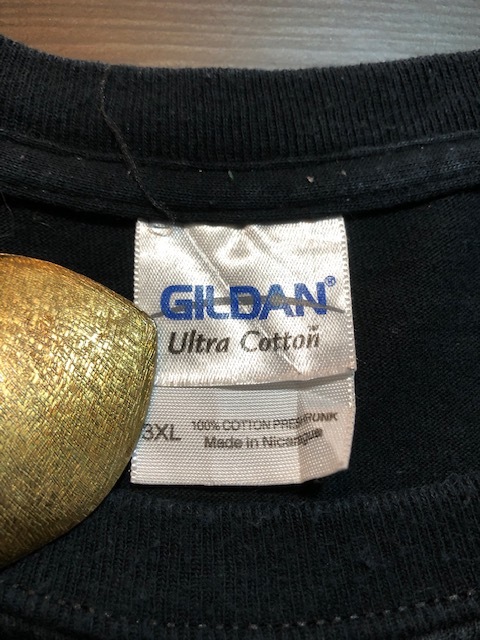 GILDAN®
Ultra Cotton
3XL
100% COTTON PRESHRUNK
Made in Nicaragua